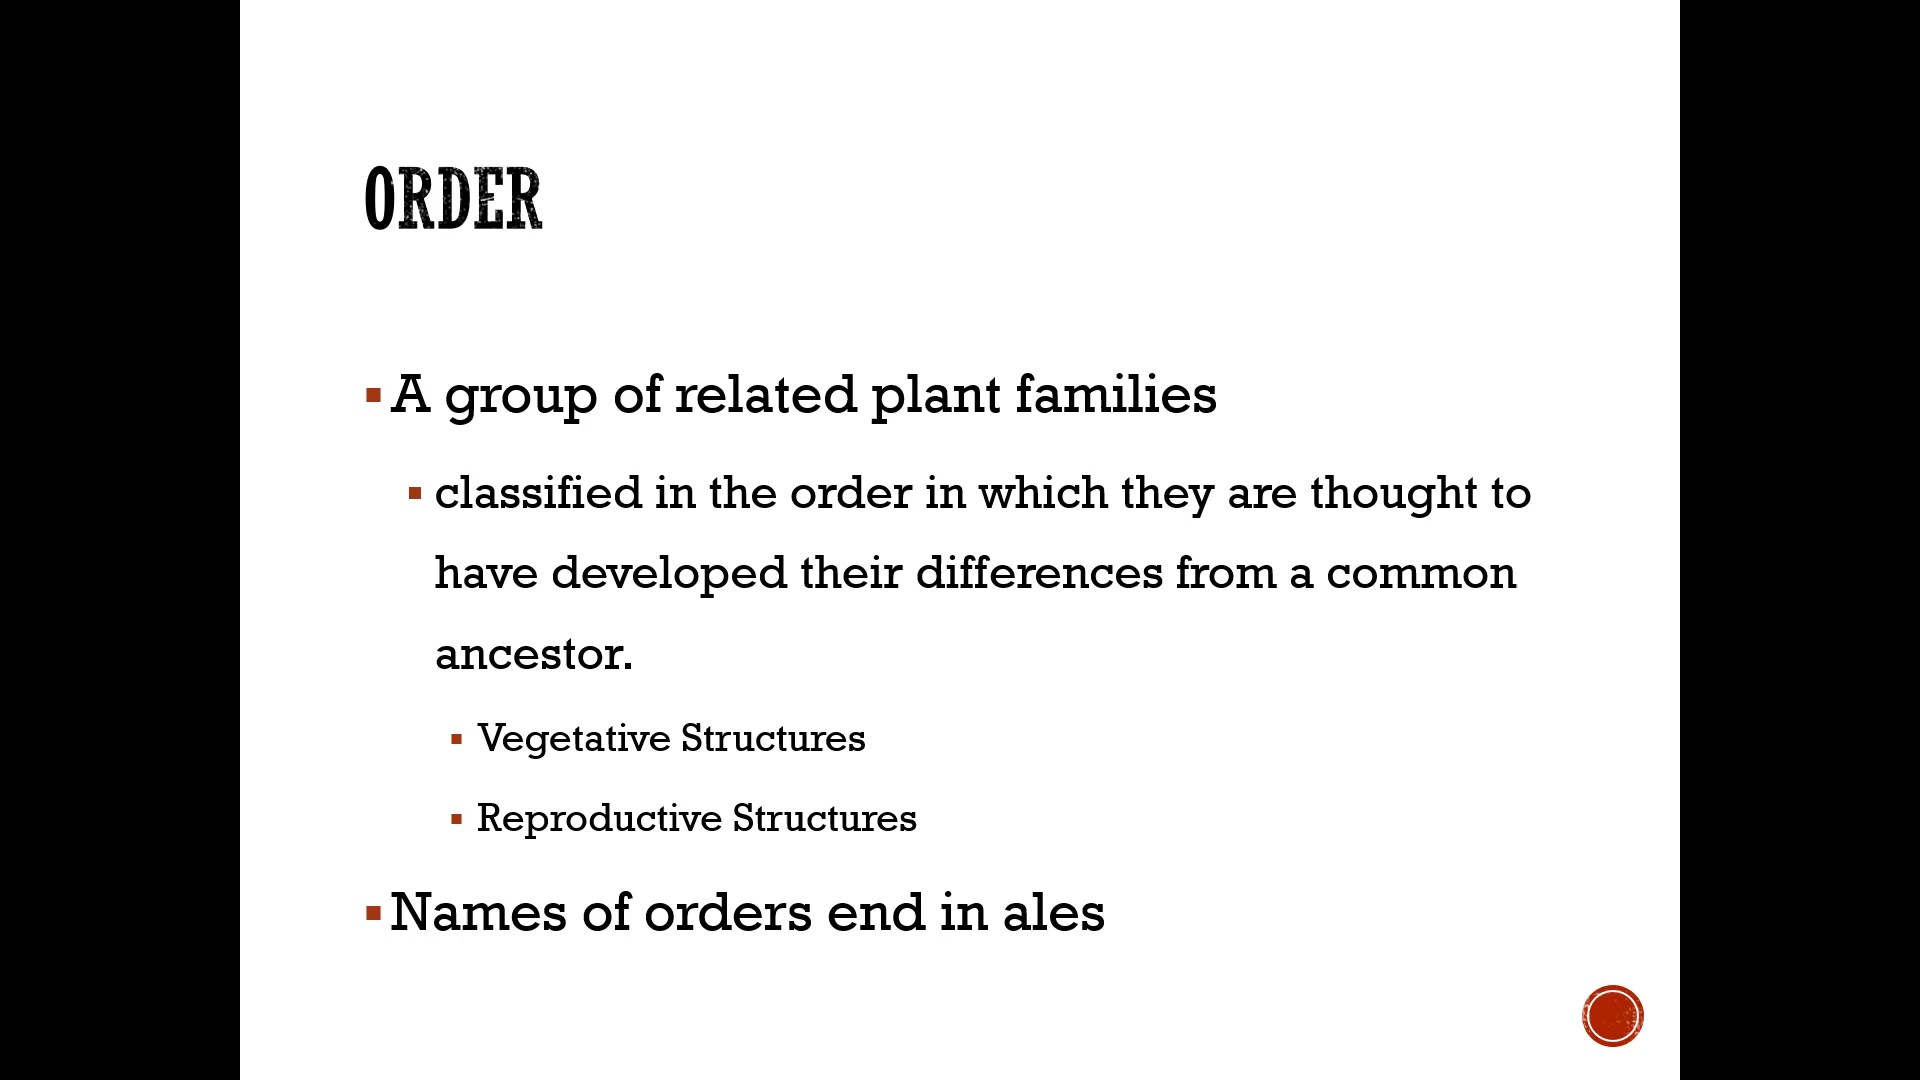 ORDER
A group of related plant families
classified in the order in which they are thought to
have developed their differences from a common
ancestor.
Vegetative Structures
Reproductive Structures
Names of orders end in ales